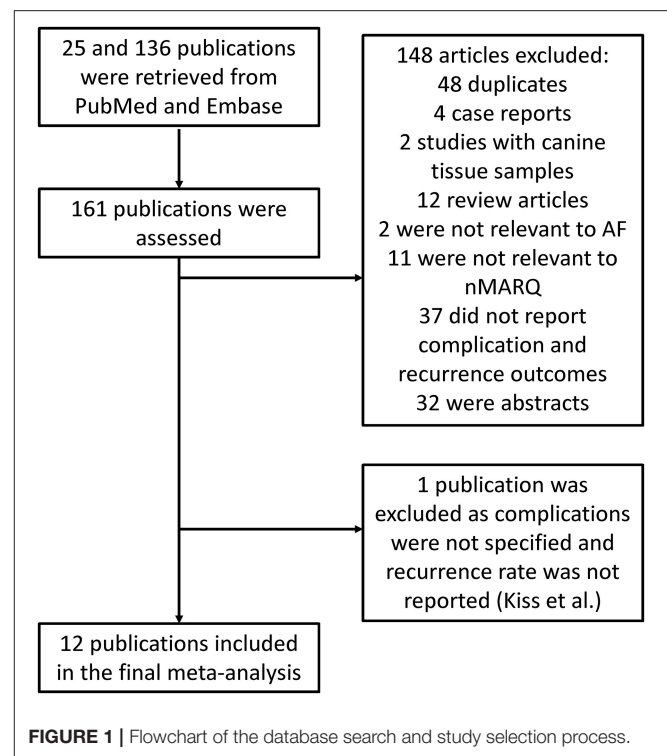 25 and 136 publications
were retrieved from
PubMed and Embase
161 publications were
assessed
148 articles excluded:
48 duplicates
4 case reports
2 studies with canine
tissue samples
12 review articles
2 were not relevant to AF
11 were not relevant to
nMARQ
37 did not report
complication and
recurrence outcomes
32 were abstracts
1 publication was
excluded as complications
were not specified and
recurrence rate was not
reported (Kiss et al.)
12 publications included
in the final meta-analysis
FIGURE 1 | Flowchart of the database search and study selection process.